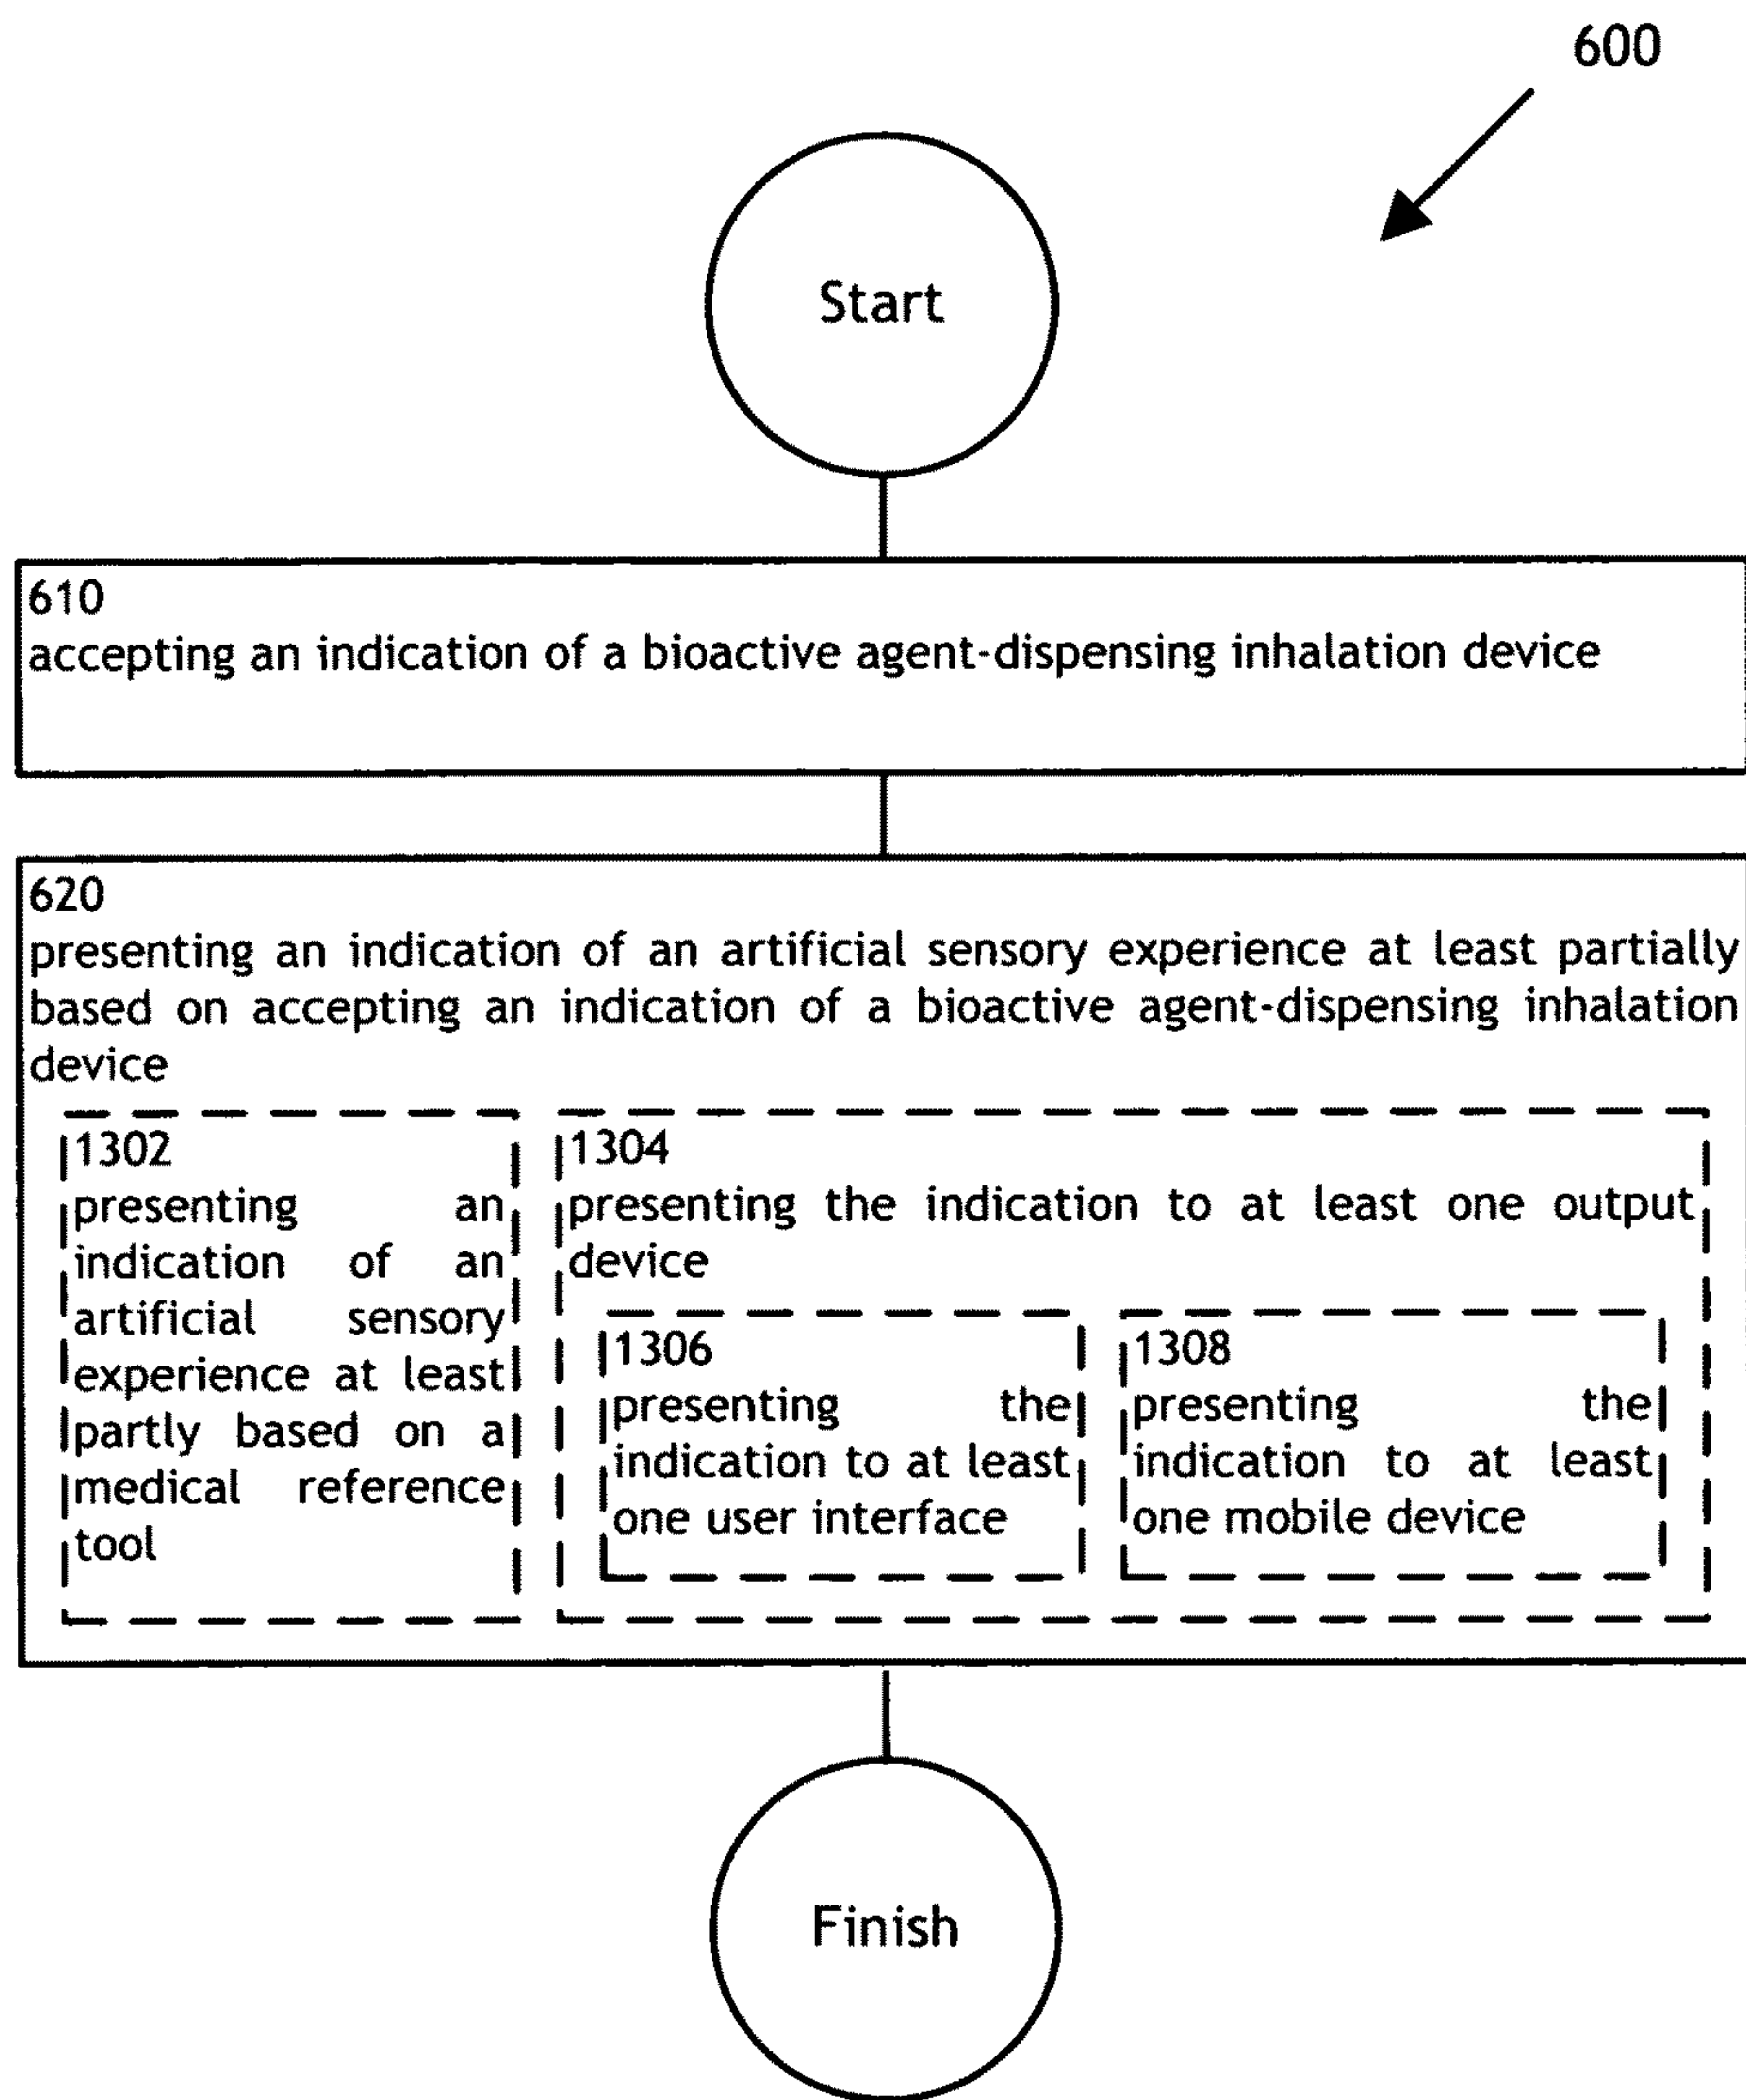 600
Start
610
accepting an indication of a bioactive agent-dispensing inhalation device
620
presenting an indication of an artificial sensory experience at least partially
based on accepting an indication of a bioactive agent-dispensing inhalation
device
1302
presenting an
indication of an
artificial sensory
experience at least
partly based on a
medical reference
tool
1304
presenting the indication to at least one output
device
1306
presenting the
indication to at least
one user interface
1308
presenting the
indication to at least
one mobile device
Finish